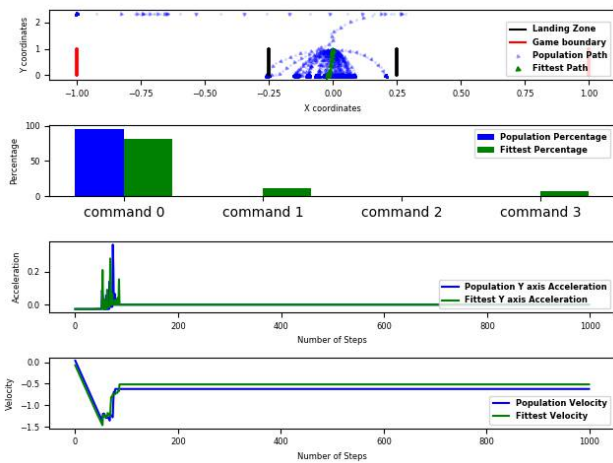 Y coordinates
2
1
0
Landing Zone
Game boundary
Population Path
Fittest Path
−1.00
−0.75
−0.50
−0.25
0.00
0.25
0.50
0.75
1.00
X coordinates
Percentage
100
50
0
Population Percentage
Fittest Percentage
command 0
command 1
command 2
command 3
Acceleration
0.2
0.0
Population Y axis Acceleration
Fittest Y axis Acceleration
0
200
400
600
800
1000
Number of Steps
Velocity
0.0
−0.5
−1.0
−1.5
Population Velocity
Fittest Velocity
0
200
400
600
800
1000
Number of Steps